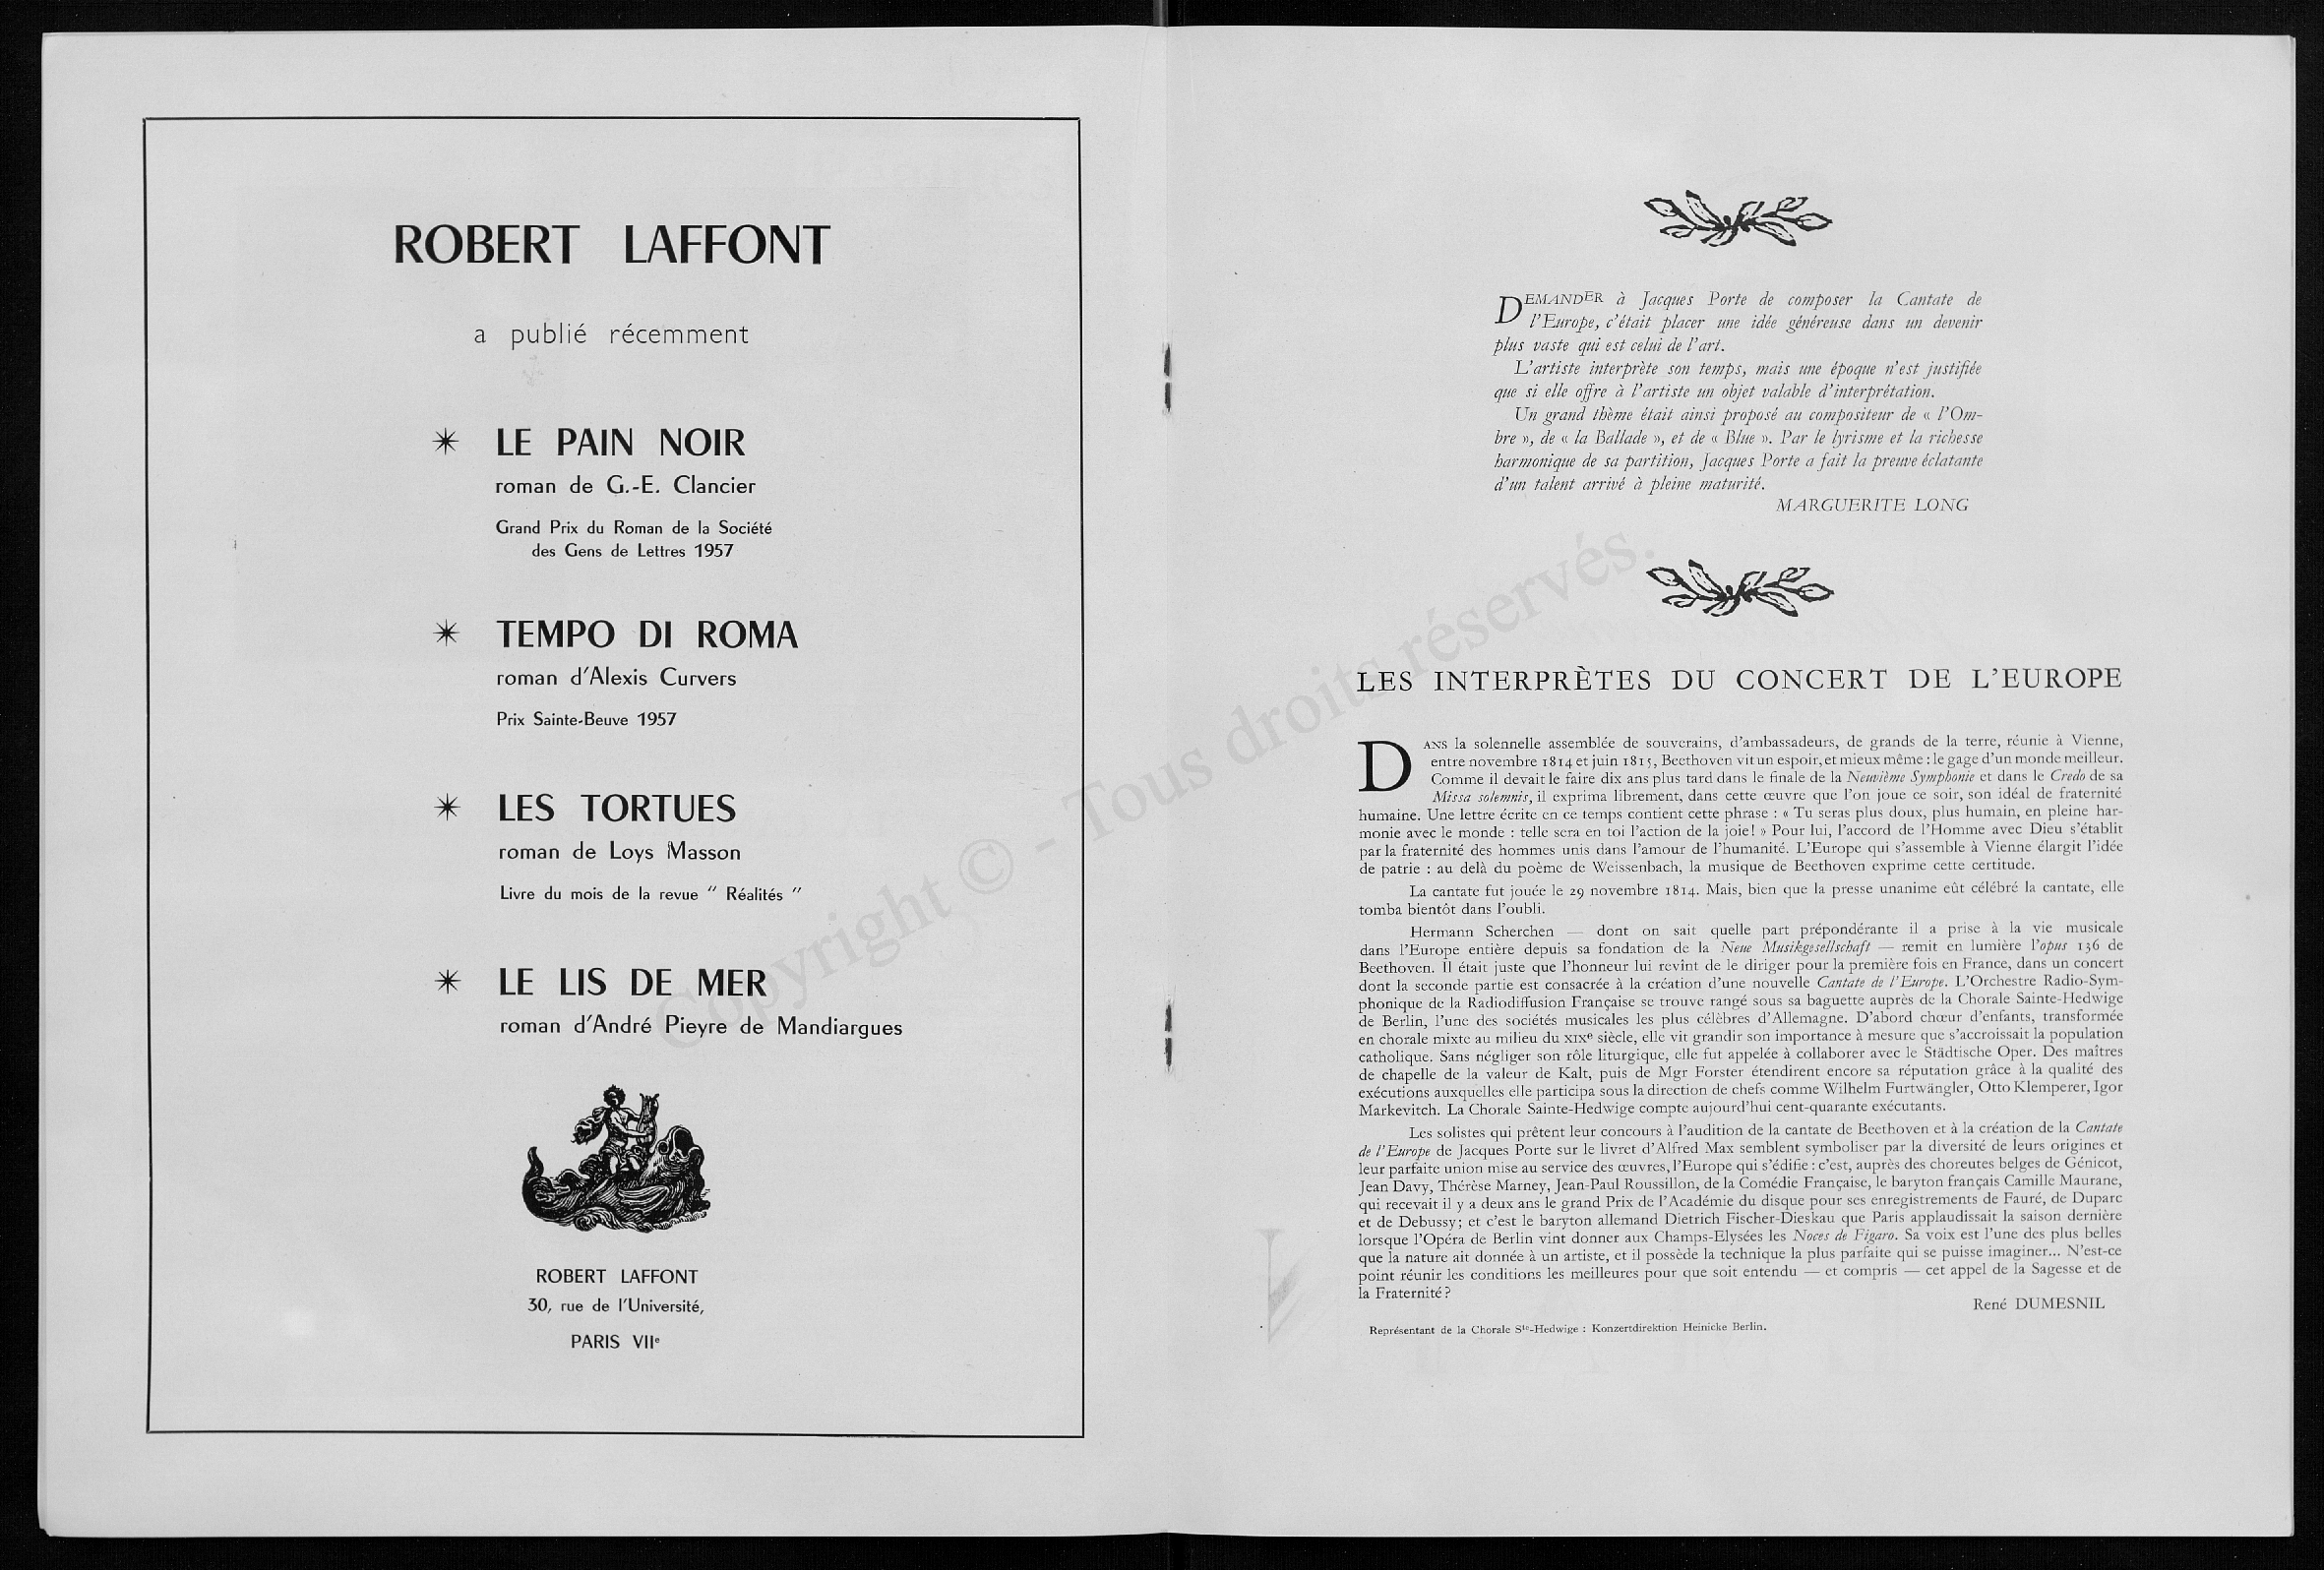 ROBERT LAFFONT
a publié récemment
LE PAIN NOIR
roman de G.-E. Clancier
Grand Prix du Roman de la Société
des Gens de Lettres 1957
TEMPO DI ROMA
roman d'Alexis Curvers
Prix Sainte-Beuve 1957
LES TORTUES
roman de Loys Masson
Livre du mois de la revue " Réalités "
LE LIS DE MER
roman d'André Pieyre de Mandiargues
ROBERT LAFFONT
30, rue de l'Université,
PARIS VIIe
DEMANDER à Jacques Porte de composer la Cantate de
l'Europe, c'était placer une idée généreuse dans un devenir
plus vaste qui est celui de l'art.
L'artiste interprète son temps, mais une époque n'est justifiée
que si elle offre à l'artiste un objet valable d'interprétation.
Un grand thème était ainsi proposé au compositeur de « l'Om-
bre », de « la Ballade », et de « Blue ». Par le lyrisme et la richesse
harmonique de sa partition, Jacques Porte a fait la preuve éclatante
d'un talent arrivé à pleine maturité.
MARGUERITE LONG
LES INTERPRÈTES DU CONCERT DE L'EUROPE
DANS la solennelle assemblée de souverains, d'ambassadeurs, de grands de la terre, réunie à Vienne,
entre novembre 1814 et juin 1815, Beethoven vit un espoir, et mieux même : le gage d'un monde meilleur.
Comme il devait le faire dix ans plus tard dans le finale de la Neuvième Symphonie et dans le Credo de sa
Missa solemnis, il exprima librement, dans cette œuvre que l'on joue ce soir, son idéal de fraternité
humaine. Une lettre écrite en ce temps contient cette phrase : « Tu seras plus doux, plus humain, en pleine har-
monie avec le monde : telle sera en toi l'action de la joie! » Pour lui, l'accord de l'Homme avec Dieu s'établit
par la fraternité des hommes unis dans l'amour de l'humanité. L'Europe qui s'assemble à Vienne élargit l'idée
de patrie : au delà du poème de Weissenbach, la musique de Beethoven exprime cette certitude.
La cantate fut jouée le 29 novembre 1814. Mais, bien que la presse unanime eût célébré la cantate, elle
tomba bientôt dans l'oubli.
Hermann Scherchen — dont on sait quelle part prépondérante il a prise à la vie musicale
dans l'Europe entière depuis sa fondation de la Neue Musikgesellschaft — remit en lumière l'opus 136 de
Beethoven. Il était juste que l'honneur lui revînt de le diriger pour la première fois en France, dans un concert
dont la seconde partie est consacrée à la création d'une nouvelle Cantate de l'Europe. L'Orchestre Radio-Sym-
phonique de la Radiodiffusion Française se trouve rangé sous sa baguette auprès de la Chorale Sainte-Hedwige
de Berlin, l'une des sociétés musicales les plus célèbres d'Allemagne. D'abord chœur d'enfants, transformée
en chorale mixte au milieu du XIXe siècle, elle vit grandir son importance à mesure que s'accroissait la population
catholique. Sans négliger son rôle liturgique, elle fut appelée à collaborer avec le Städtische Oper. Des maîtres
de chapelle de la valeur de Kalt, puis de Mgr Forster étendirent encore sa réputation grâce à la qualité des
exécutions auxquelles elle participa sous la direction de chefs comme Wilhelm Furtwängler, Otto Klemperer, Igor
Markevitch. La Chorale Sainte-Hedwige compte aujourd'hui cent-quarante exécutants.
Les solistes qui prêtent leur concours à l'audition de la cantate de Beethoven et à la création de la Cantate
de l'Europe de Jacques Porte sur le livret d'Alfred Max semblent symboliser par la diversité de leurs origines et
leur parfaite union mise au service des œuvres, l'Europe qui s'édifie : c'est, auprès des choreutes belges de Génicot,
Jean Davy, Thérèse Marney, Jean-Paul Roussillon, de la Comédie Française, le baryton français Camille Maurane,
qui recevait il y a deux ans le grand Prix de l'Académie du disque pour ses enregistrements de Fauré, de Duparc
et de Debussy; et c'est le baryton allemand Dietrich Fischer-Dieskau que Paris applaudissait la saison dernière
lorsque l'Opéra de Berlin vint donner aux Champs-Elysées les Noces de Figaro. Sa voix est l'une des plus belles
que la nature ait donnée à un artiste, et il possède la technique la plus parfaite qui se puisse imaginer... N'est-ce
point réunir les conditions les meilleures pour que soit entendu — et compris — cet appel de la Sagesse et de
la Fraternité?
René DUMESNIL
Représentant de la Chorale Ste-Hedwige : Konzertdirektion Heinicke Berlin.
Copyright © - Tous droits réservés.